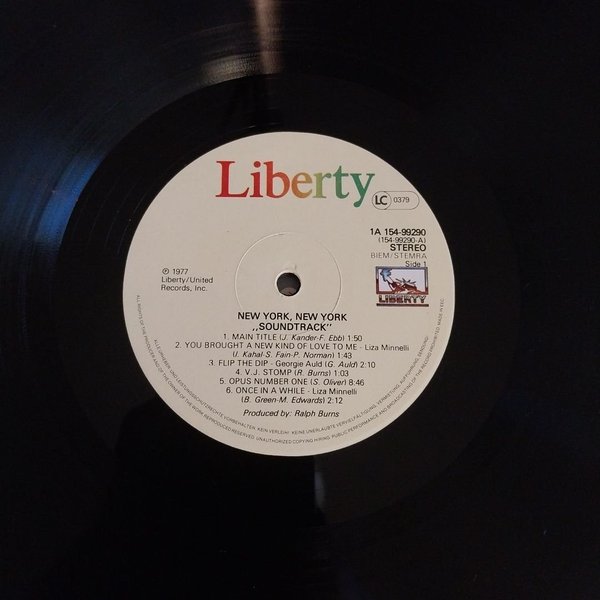 Liberty
LC 0379
1A 154-99290
(154-99290-A)
STEREO
BIEM/STEMRA
Side 1
LIBERTY
℗ 1977
Liberty/United
Records, Inc.
NEW YORK, NEW YORK
,,SOUNDTRACK''
1. MAIN TITLE (J. Kander-F. Ebb) 1:50
2. YOU BROUGHT A NEW KIND OF LOVE TO ME - Liza Minnelli
(I. Kahal-S. Fain-P. Norman) 1:43
3. FLIP THE DIP - Georgie Auld (G. Auld) 2:10
4. V.J. STOMP (R. Burns) 1:03
5. OPUS NUMBER ONE (S. Oliver) 8:46
6. ONCE IN A WHILE - Liza Minnelli
(B. Green-M. Edwards) 2:12
Produced by: Ralph Burns